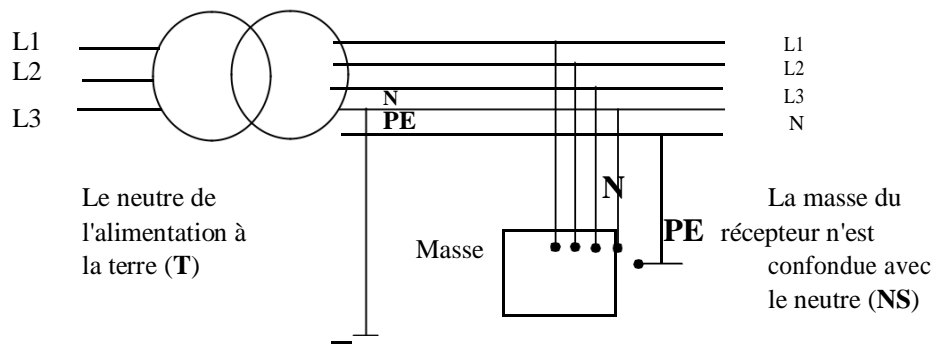 L1
L2
L3
N
PE
L1
L2
L3
N
Le neutre de
l'alimentation à
la terre (T)
Masse
N
PE
La masse du
récepteur n'est
confondue avec
le neutre (NS)